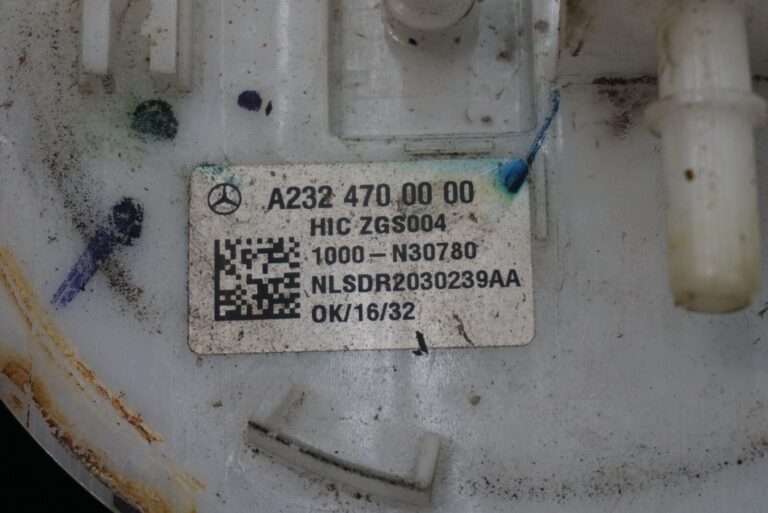 A232 470 00 00
HIC ZGS004
1000-N30780
NLSDR2030239AA
OK/16/32